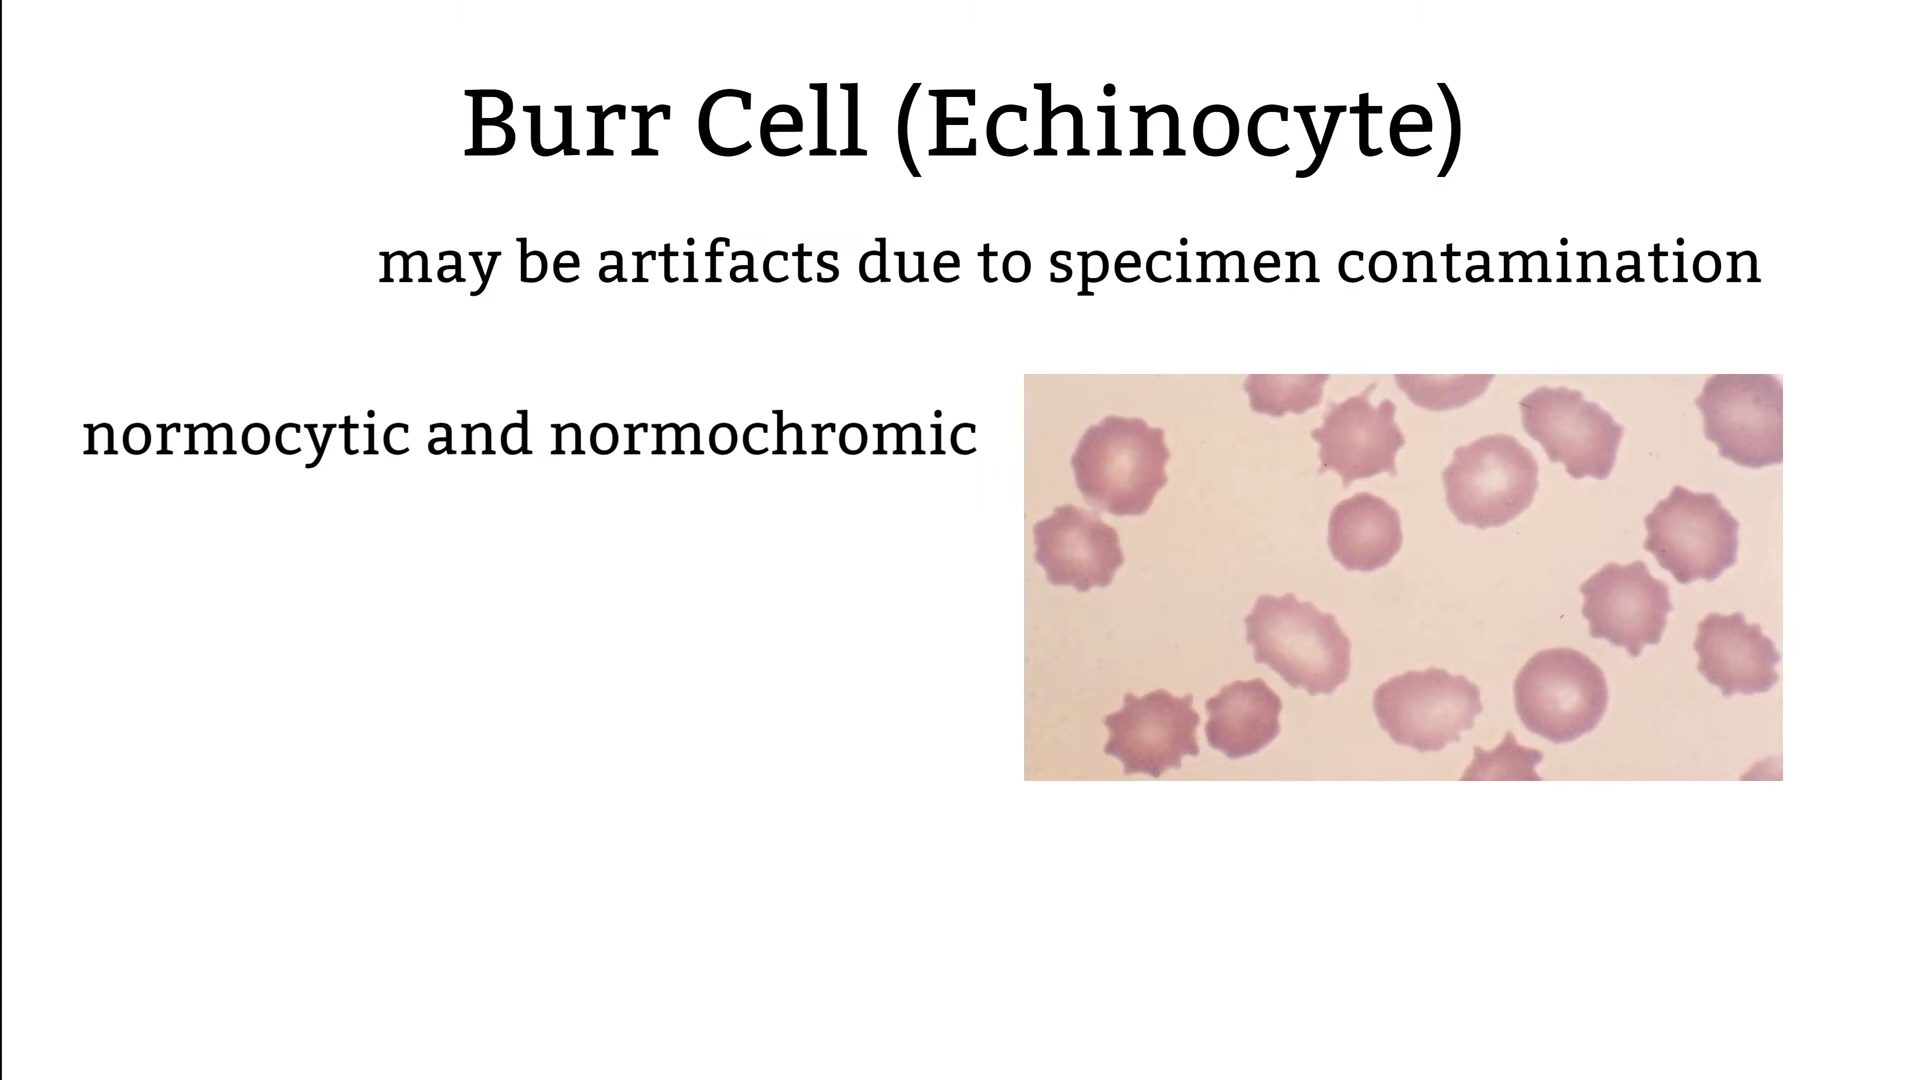 Burr Cell (Echinocyte)
may be artifacts due to specimen contamination
normocytic and normochromic